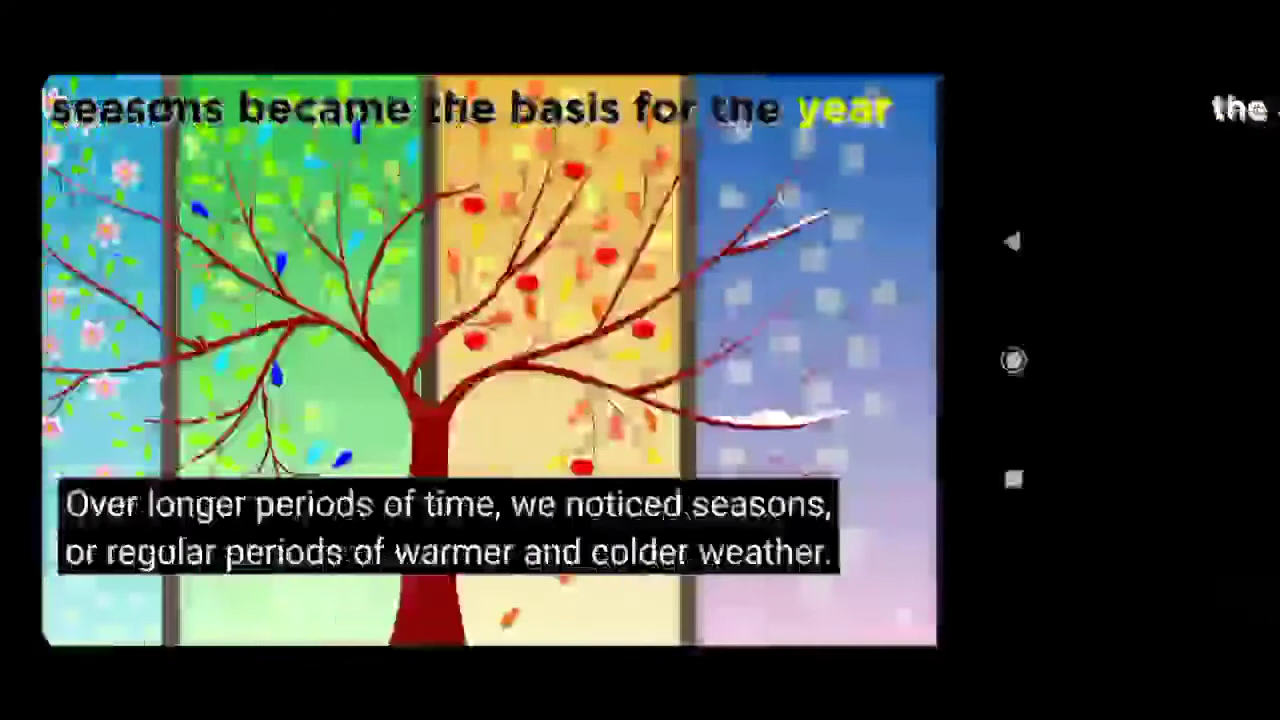 seasons became the basis for the year
the
Over longer periods of time, we noticed seasons,
or regular periods of warmer and colder weather.